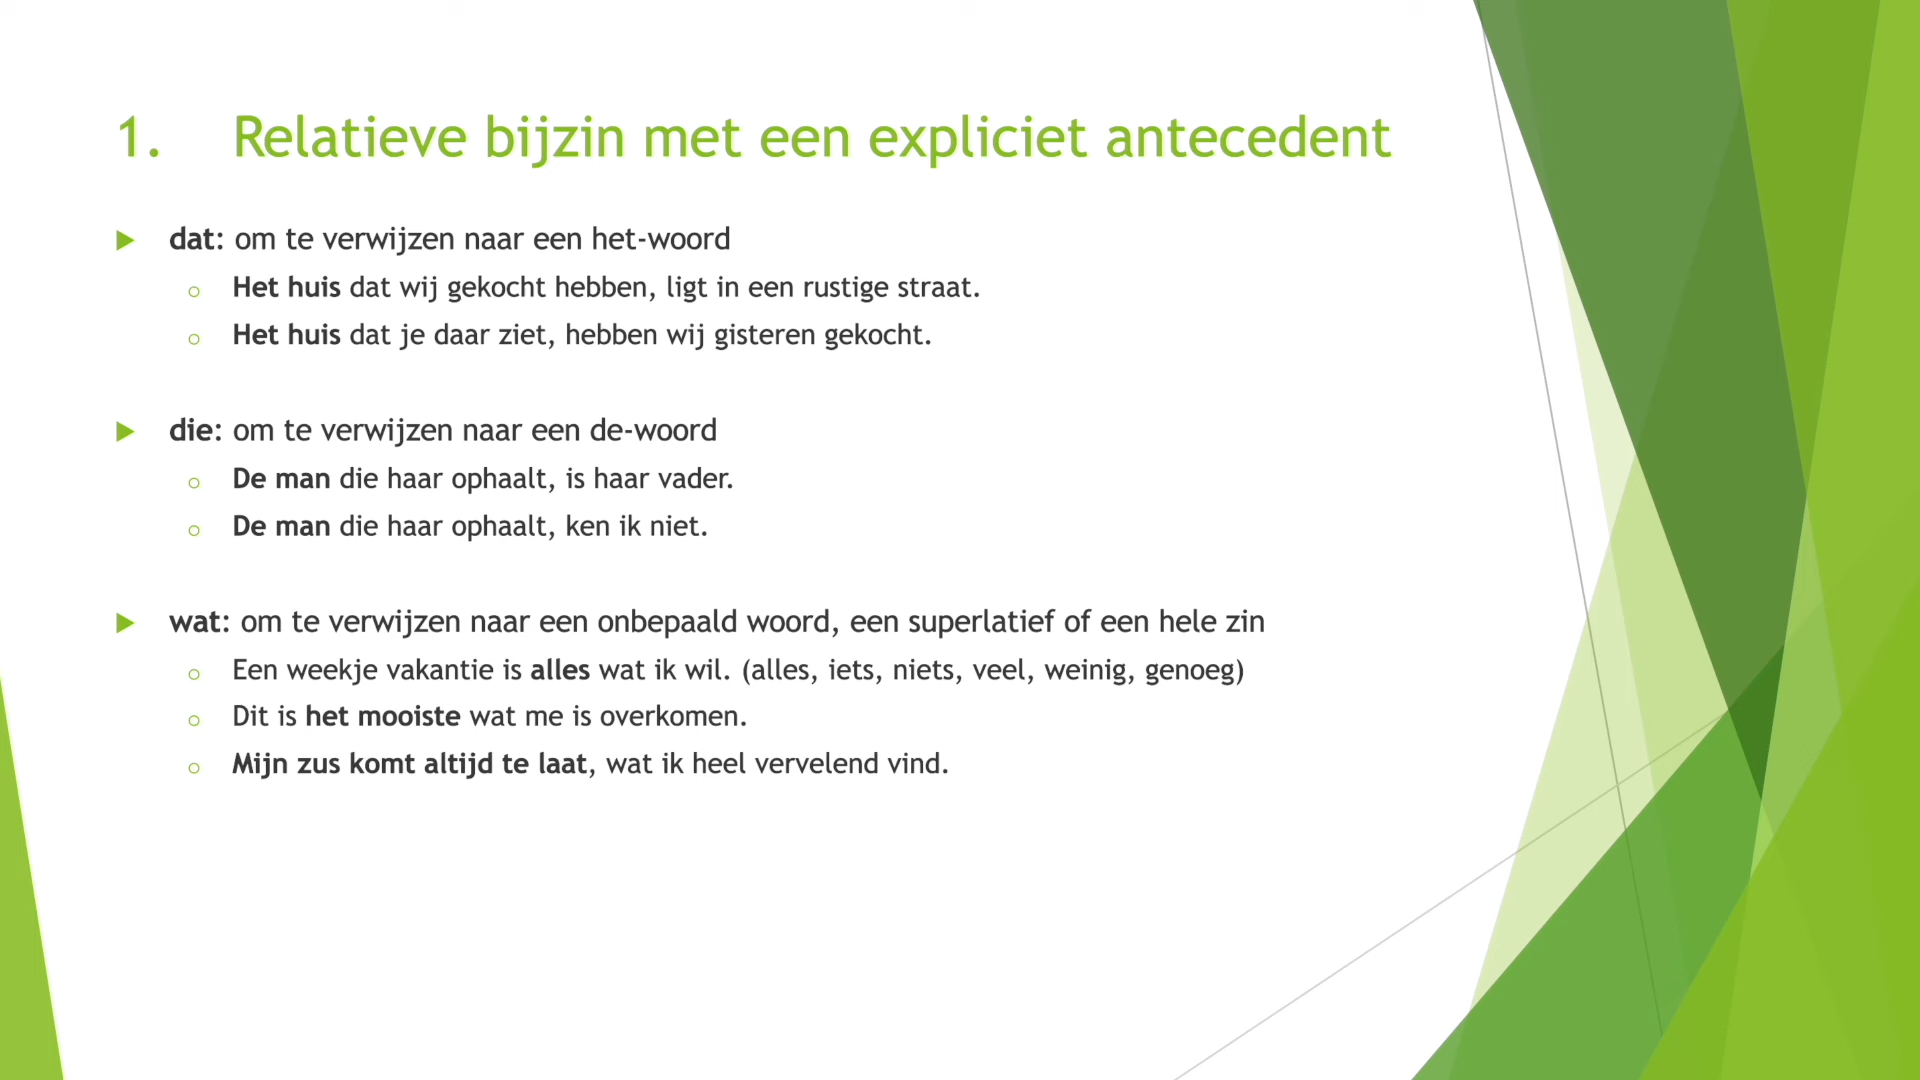 1. Relatieve bijzin met een expliciet antecedent
dat: om te verwijzen naar een het-woord
Het huis dat wij gekocht hebben, ligt in een rustige straat.
Het huis dat je daar ziet, hebben wij gisteren gekocht.
die: om te verwijzen naar een de-woord
De man die haar ophaalt, is haar vader.
De man die haar ophaalt, ken ik niet.
wat: om te verwijzen naar een onbepaald woord, een superlatief of een hele zin
Een weekje vakantie is alles wat ik wil. (alles, iets, niets, veel, weinig, genoeg)
Dit is het mooiste wat me is overkomen.
Mijn zus komt altijd te laat, wat ik heel vervelend vind.